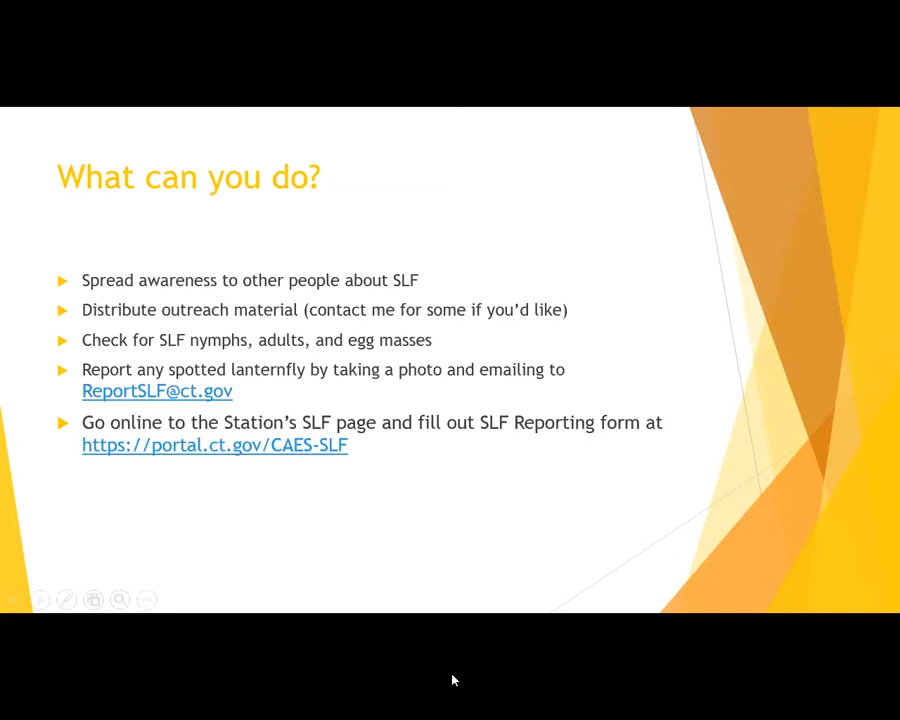 What can you do?
Spread awareness to other people about SLF
Distribute outreach material (contact me for some if you’d like)
Check for SLF nymphs, adults, and egg masses
Report any spotted lanternfly by taking a photo and emailing to
ReportSLF@ct.gov
Go online to the Station’s SLF page and fill out SLF Reporting form at
https://portal.ct.gov/CAES-SLF